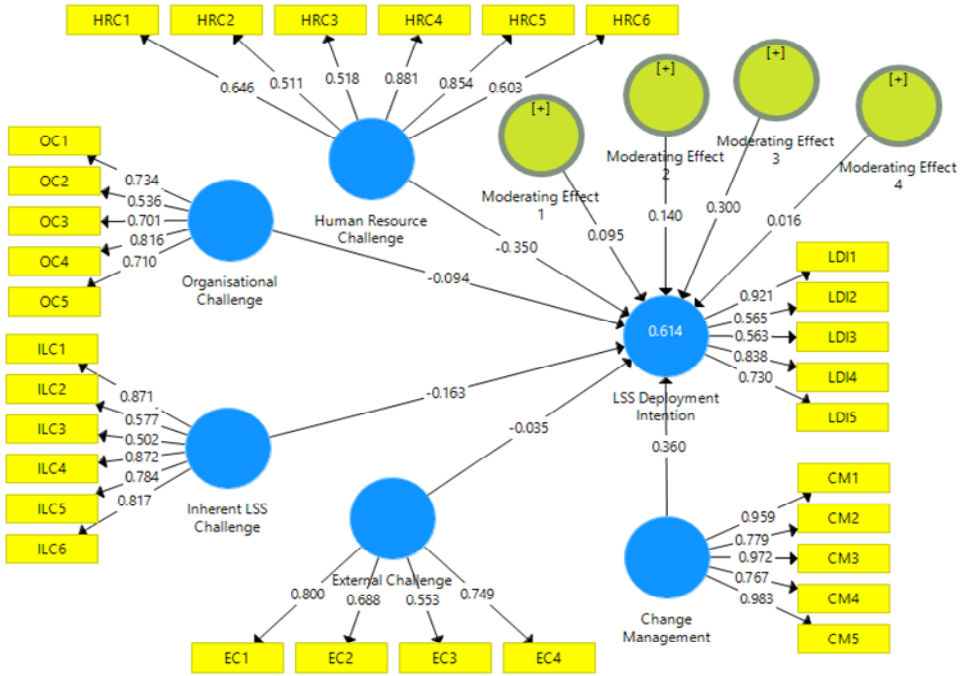 HRC1 HRC2 HRC3 HRC4 HRC5 HRC6
0.646 0.511 0.518 0.881 0.854 0.603
Human Resource
Challenge
[+]
Moderating Effect
1
[+]
Moderating Effect
2
[+]
Moderating Effect
3
[+]
Moderating Effect
4
0.095 0.140 0.300 0.016
OC1
OC2
OC3
OC4
OC5
0.734
0.536
0.701
0.816
0.710
Organisational
Challenge
-0.350
-0.094
0.614
LSS Deployment
Intention
0.921
0.565
0.563
0.838
0.730
LDI1
LDI2
LDI3
LDI4
LDI5
ILC1
ILC2
ILC3
ILC4
ILC5
ILC6
0.871
0.577
0.502
0.872
0.784
0.817
Inherent LSS
Challenge
-0.163
-0.035
0.360
External Challenge
0.800 0.688 0.553 0.749
EC1 EC2 EC3 EC4
Change
Management
0.959
0.779
0.972
0.767
0.983
CM1
CM2
CM3
CM4
CM5